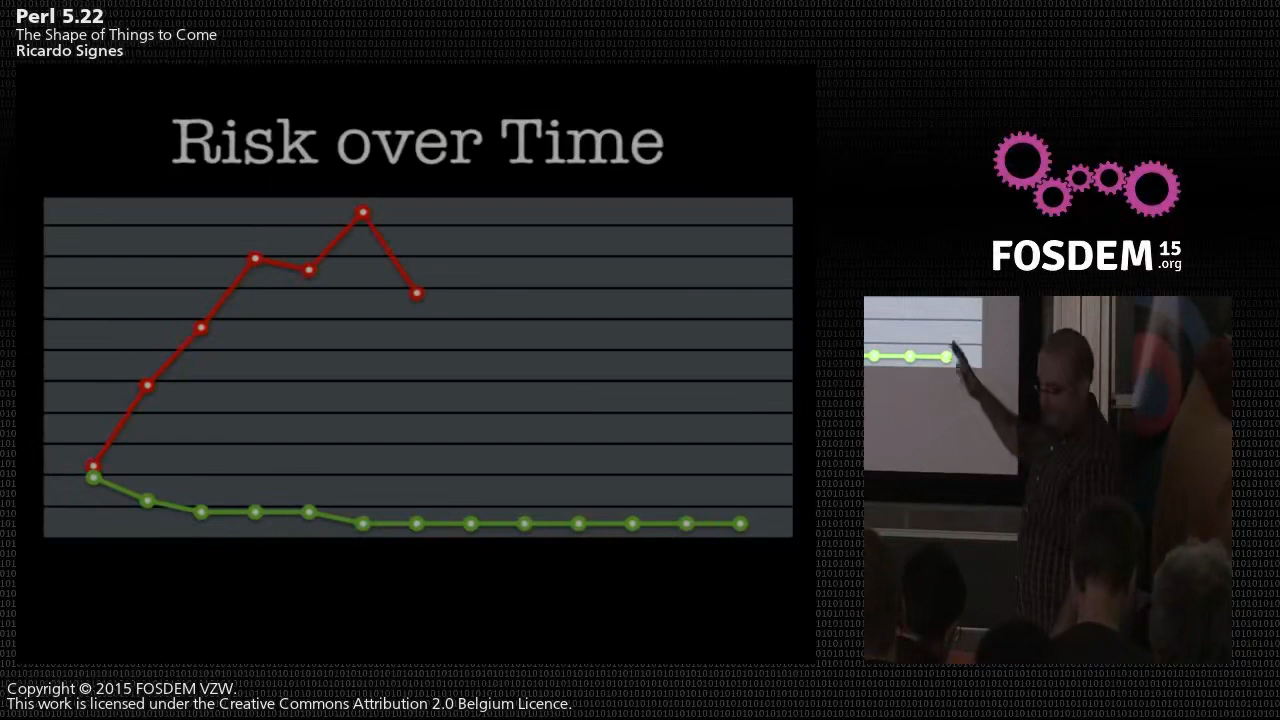 Perl 5.22
The Shape of Things to Come
Ricardo Signes
Risk over Time
FOSDEM 15
.org
Copyright © 2015 FOSDEM VZW.
This work is licensed under the Creative Commons Attribution 2.0 Belgium Licence.